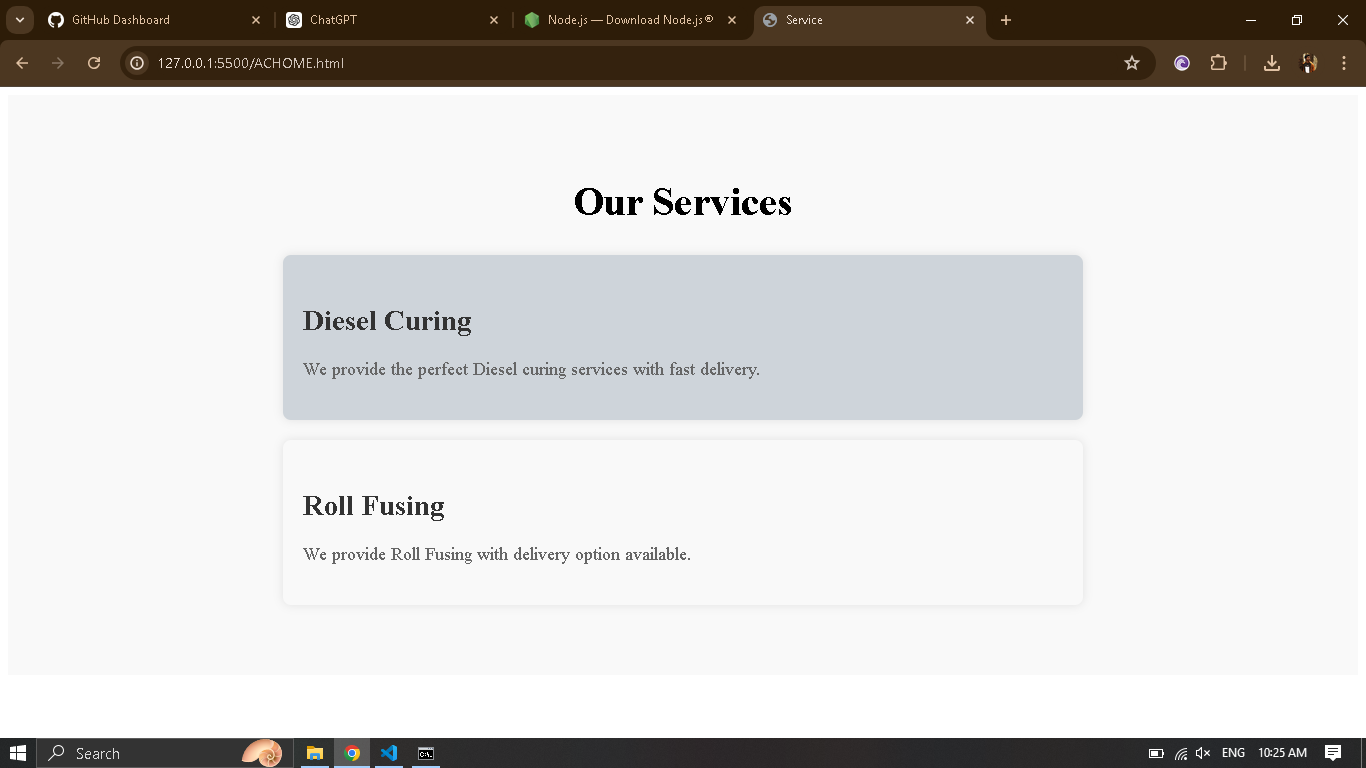 GitHub Dashboard
ChatGPT
Node.js — Download Node.js®
Service
127.0.0.1:5500/ACHOME.html
Our Services
Diesel Curing
We provide the perfect Diesel curing services with fast delivery.
Roll Fusing
We provide Roll Fusing with delivery option available.
Search
ENG
10:25 AM